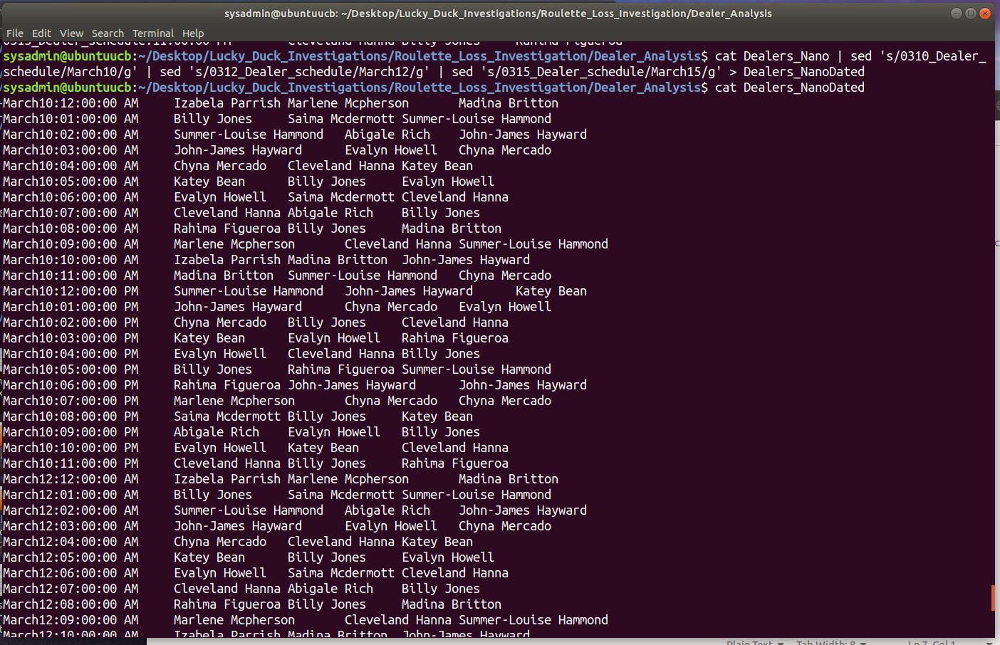 sysadmin@ubuntuucb: ~/Desktop/Lucky_Duck_Investigations/Roulette_Loss_Investigation/Dealer_Analysis
File Edit View Search Terminal Help
0315_Dealer_schedule:11:00:00 PM Cleveland Hanna Billy Jones Rahima Figueroa
sysadmin@ubuntuucb:~/Desktop/Lucky_Duck_Investigations/Roulette_Loss_Investigation/Dealer_Analysis$ cat Dealers_Nano | sed 's/0310_Dealer_
schedule/March10/g' | sed 's/0312_Dealer_schedule/March12/g' | sed 's/0315_Dealer_schedule/March15/g' > Dealers_NanoDated
sysadmin@ubuntuucb:~/Desktop/Lucky_Duck_Investigations/Roulette_Loss_Investigation/Dealer_Analysis$ cat Dealers_NanoDated
March10:12:00:00 AM Izabela Parrish Marlene Mcpherson Madina Britton
March10:01:00:00 AM Billy Jones Saima Mcdermott Summer-Louise Hammond
March10:02:00:00 AM Summer-Louise Hammond Abigale Rich John-James Hayward
March10:03:00:00 AM John-James Hayward Evalyn Howell Chyna Mercado
March10:04:00:00 AM Chyna Mercado Cleveland Hanna Katey Bean
March10:05:00:00 AM Katey Bean Billy Jones Evalyn Howell
March10:06:00:00 AM Evalyn Howell Saima Mcdermott Cleveland Hanna
March10:07:00:00 AM Cleveland Hanna Abigale Rich Billy Jones
March10:08:00:00 AM Rahima Figueroa Billy Jones Madina Britton
March10:09:00:00 AM Marlene Mcpherson Cleveland Hanna Summer-Louise Hammond
March10:10:00:00 AM Izabela Parrish Madina Britton John-James Hayward
March10:11:00:00 AM Madina Britton Summer-Louise Hammond Chyna Mercado
March10:12:00:00 PM Summer-Louise Hammond John-James Hayward Katey Bean
March10:01:00:00 PM John-James Hayward Chyna Mercado Evalyn Howell
March10:02:00:00 PM Chyna Mercado Billy Jones Cleveland Hanna
March10:03:00:00 PM Katey Bean Evalyn Howell Rahima Figueroa
March10:04:00:00 PM Evalyn Howell Cleveland Hanna Billy Jones
March10:05:00:00 PM Billy Jones Rahima Figueroa Summer-Louise Hammond
March10:06:00:00 PM Rahima Figueroa John-James Hayward John-James Hayward
March10:07:00:00 PM Marlene Mcpherson Chyna Mercado Chyna Mercado
March10:08:00:00 PM Saima Mcdermott Billy Jones Katey Bean
March10:09:00:00 PM Abigale Rich Evalyn Howell Billy Jones
March10:10:00:00 PM Evalyn Howell Katey Bean Cleveland Hanna
March10:11:00:00 PM Cleveland Hanna Billy Jones Rahima Figueroa
March12:12:00:00 AM Izabela Parrish Marlene Mcpherson Madina Britton
March12:01:00:00 AM Billy Jones Saima Mcdermott Summer-Louise Hammond
March12:02:00:00 AM Summer-Louise Hammond Abigale Rich John-James Hayward
March12:03:00:00 AM John-James Hayward Evalyn Howell Chyna Mercado
March12:04:00:00 AM Chyna Mercado Cleveland Hanna Katey Bean
March12:05:00:00 AM Katey Bean Billy Jones Evalyn Howell
March12:06:00:00 AM Evalyn Howell Saima Mcdermott Cleveland Hanna
March12:07:00:00 AM Cleveland Hanna Abigale Rich Billy Jones
March12:08:00:00 AM Rahima Figueroa Billy Jones Madina Britton
March12:09:00:00 AM Marlene Mcpherson Cleveland Hanna Summer-Louise Hammond
March12:10:00:00 AM Izabela Parrish Madina Britton John-James Hayward
Plain Text Tab Width: 8 Ln 7, Col 1